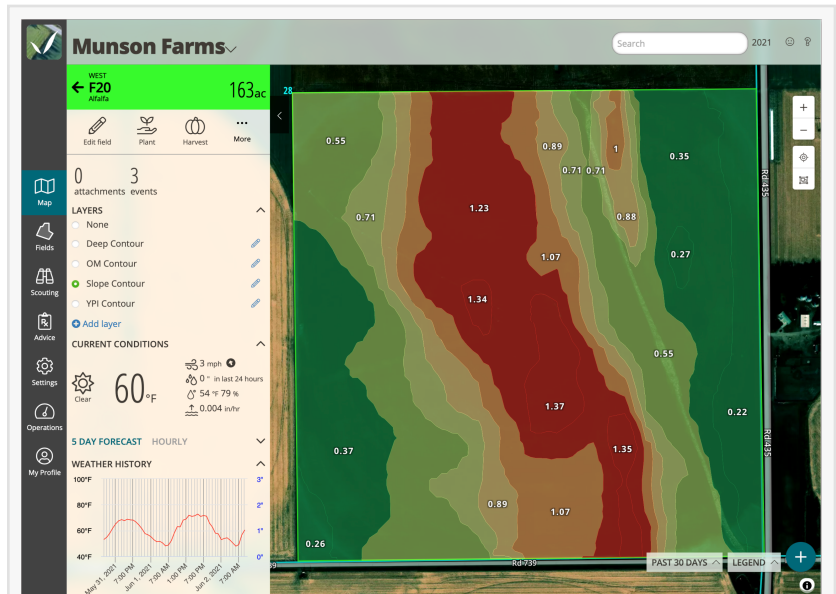 Munson Farms
Search
2021
WEST
F20
Alfalfa
163ac
Edit field
Plant
Harvest
More
0 attachments
3 events
LAYERS
None
Deep Contour
OM Contour
Slope Contour
YPI Contour
Add layer
CURRENT CONDITIONS
Clear
60°F
3 mph
0 " in last 24 hours
54 °F 79 %
0.004 in/hr
5 DAY FORECAST
HOURLY
WEATHER HISTORY
100°F
80°F
60°F
40°F
3"
2"
1"
0"
May 31, 2021
7:00 PM
Jun 1, 2021
7:00 AM
1:00 PM
7:00 PM
Jun 2, 2021
7:00 AM
Map
Fields
Scouting
Advice
Settings
Operations
My Profile
28
0.55
0.89
1
0.35
0.71
0.71
0.71
1.23
0.88
1.07
0.27
1.34
0.55
1.37
0.22
0.37
1.35
0.89
1.07
0.26
Rd 435
Rd 435
39
Rd 739
PAST 30 DAYS
LEGEND